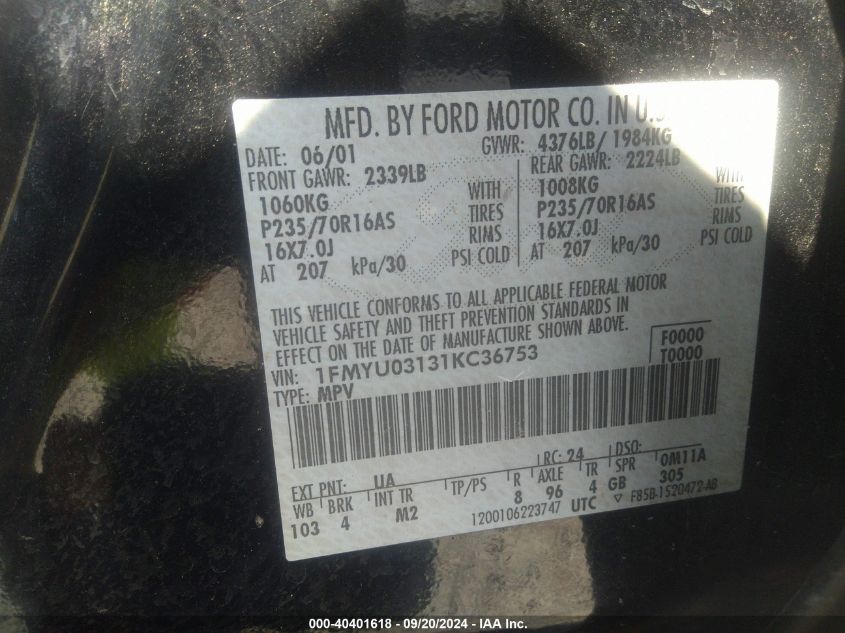 MFD. BY FORD MOTOR CO. IN U.S.
DATE: 06/01 GVWR: 4376LB/ 1984KG
FRONT GAWR: 2339LB REAR GAWR: 2224LB
1060KG WITH 1008KG WITH
P235/70R16AS TIRES P235/70R16AS TIRES
16X7.0J RIMS 16X7.0J RIMS
AT 207 kPa/30 PSI COLD AT 207 kPa/30 PSI COLD
THIS VEHICLE CONFORMS TO ALL APPLICABLE FEDERAL MOTOR
VEHICLE SAFETY AND THEFT PREVENTION STANDARDS IN
EFFECT ON THE DATE OF MANUFACTURE SHOWN ABOVE.
VIN: 1FMYU03131KC36753 F0000
TYPE: MPV T0000
EXT PNT: UA RC: 24 DSO: 0M11A
WB BRK INT TR TP/PS R AXLE TR SPR 305
103 4 M2 8 96 4 GB
1200106223747 UTC ▽ F85B-1520472-AB
000-40401618 - 09/20/2024 - IAA Inc.